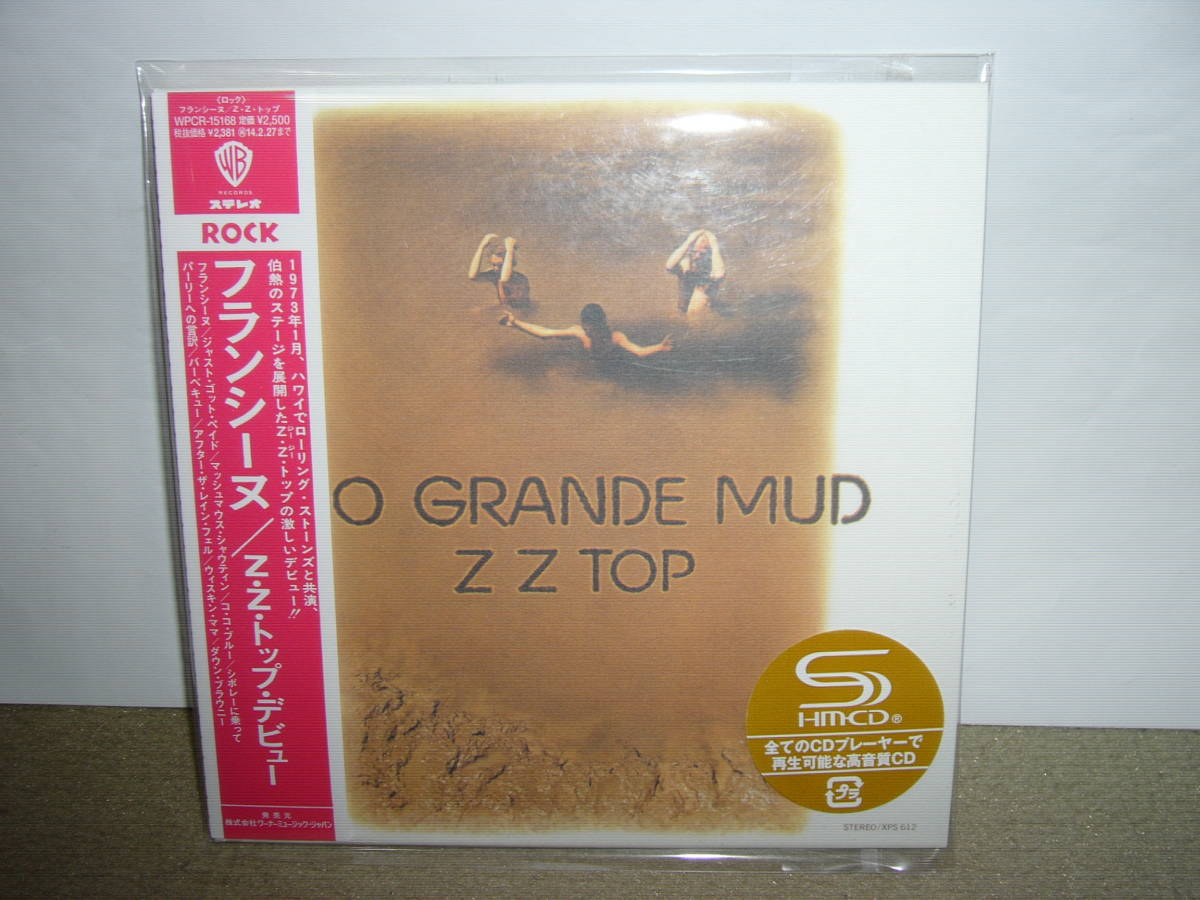 〈ロック〉
フランシーヌ/Z・Z・トップ
WPCR-15168 定価 ¥2,500
税抜価格 ¥2,381 ㋹14.2.27まで
WB
RECORDS
ステレオ
ROCK
1973年1月、ハワイでローリング・ストーンズと共演、
伯熱のステージを展開したZ・Z・トップの激しいデビュー!!
ジー ジー
フランシーヌ/Z・Z・トップ・デビュー
フランシーヌ/ジャスト・ゴット・ペイド/マッシュマウス・シャウティン/コ・コ・ブルー/シボレーに乗って
バーリーへの言訳/バーベキュー/アフター・ザ・レイン・フェル/ウィスキン・ママ/ダウン・ブラウニー
発売元
株式会社ワーナーミュージック・ジャパン
O GRANDE MUD
Z Z TOP
HM-CD®
全てのCDプレーヤーで
再生可能な高音質CD
プラ
STEREO/XPS 612